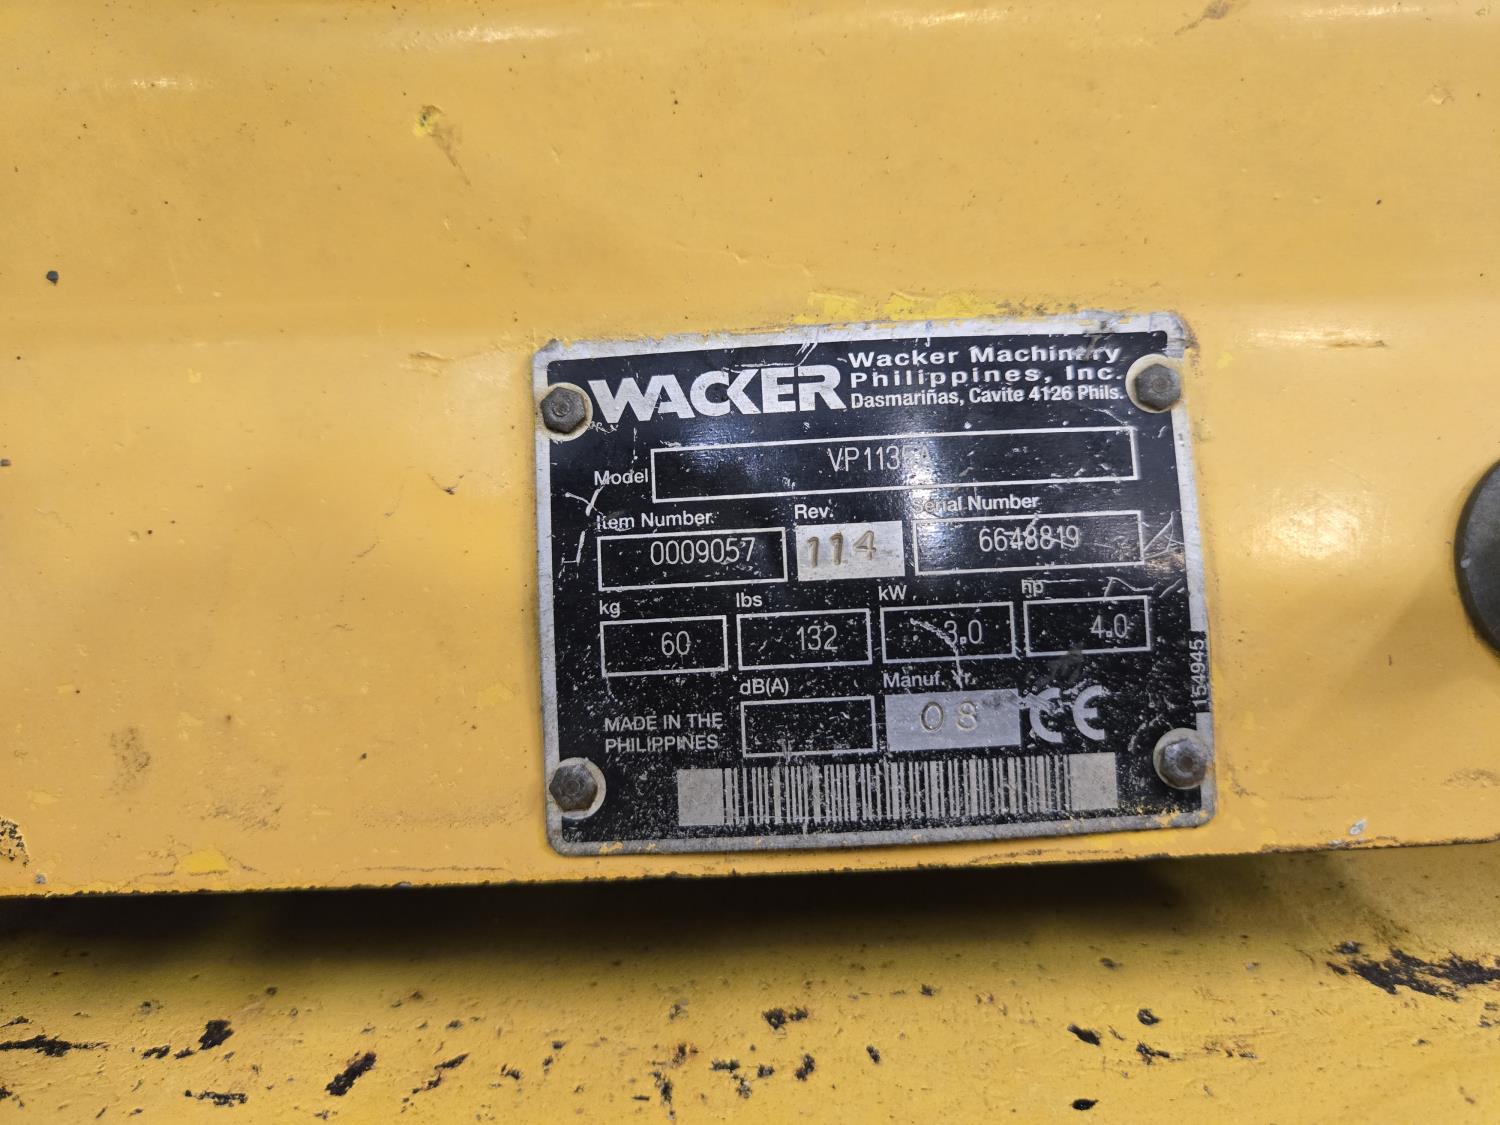 WACKER
Wacker Machinery
Philippines, Inc.
Dasmariñas, Cavite 4126 Phils.
Model VP1135A
Item Number Rev. Serial Number
0009057 114 6648819
kg lbs kW hp
60 132 3.0 4.0
dB(A) Manuf. Yr.
08
MADE IN THE
PHILIPPINES
CE
154945